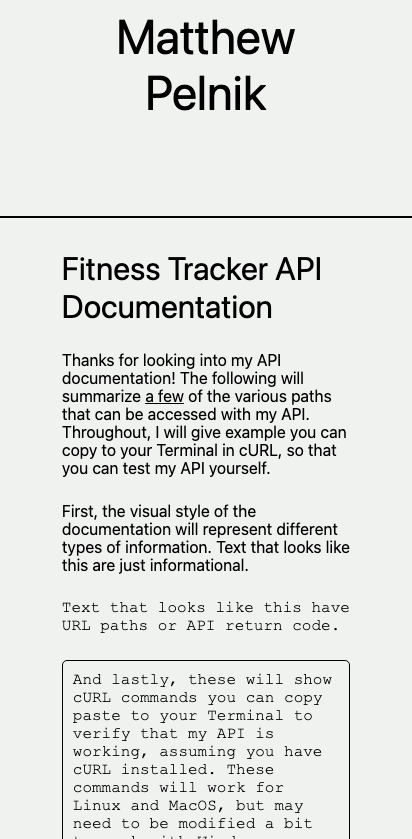 Matthew
Pelnik
Fitness Tracker API
Documentation
Thanks for looking into my API
documentation! The following will
summarize a few of the various paths
that can be accessed with my API.
Throughout, I will give example you can
copy to your Terminal in cURL, so that
you can test my API yourself.
First, the visual style of the
documentation will represent different
types of information. Text that looks like
this are just informational.
Text that looks like this have
URL paths or API return code.
And lastly, these will show
cURL commands you can copy
paste to your Terminal to
verify that my API is
working, assuming you have
cURL installed. These
commands will work for
Linux and MacOS, but may
need to be modified a bit